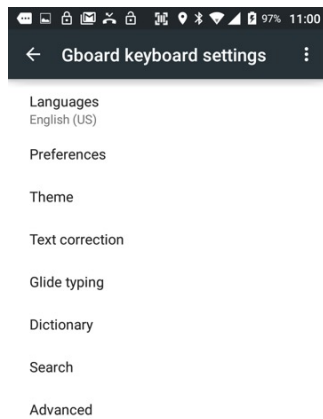 97% 11:00
Gboard keyboard settings
Languages
English (US)
Preferences
Theme
Text correction
Glide typing
Dictionary
Search
Advanced